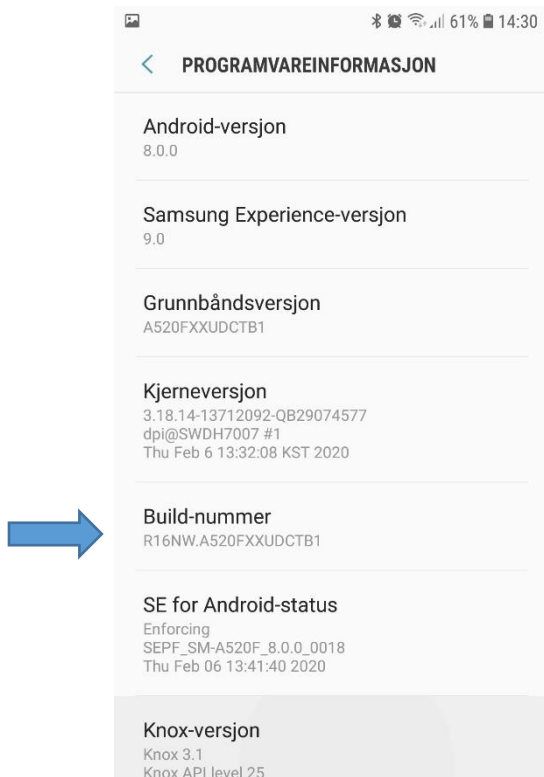 61% 14:30
PROGRAMVAREINFORMASJON
Android-versjon
8.0.0
Samsung Experience-versjon
9.0
Grunnbåndsversjon
A520FXXUDCTB1
Kjerneversjon
3.18.14-13712092-QB29074577
dpi@SWDH7007 #1
Thu Feb 6 13:32:08 KST 2020
Build-nummer
R16NW.A520FXXUDCTB1
SE for Android-status
Enforcing
SEPF_SM-A520F_8.0.0_0018
Thu Feb 06 13:41:40 2020
Knox-versjon
Knox 3.1
Knox API level 25